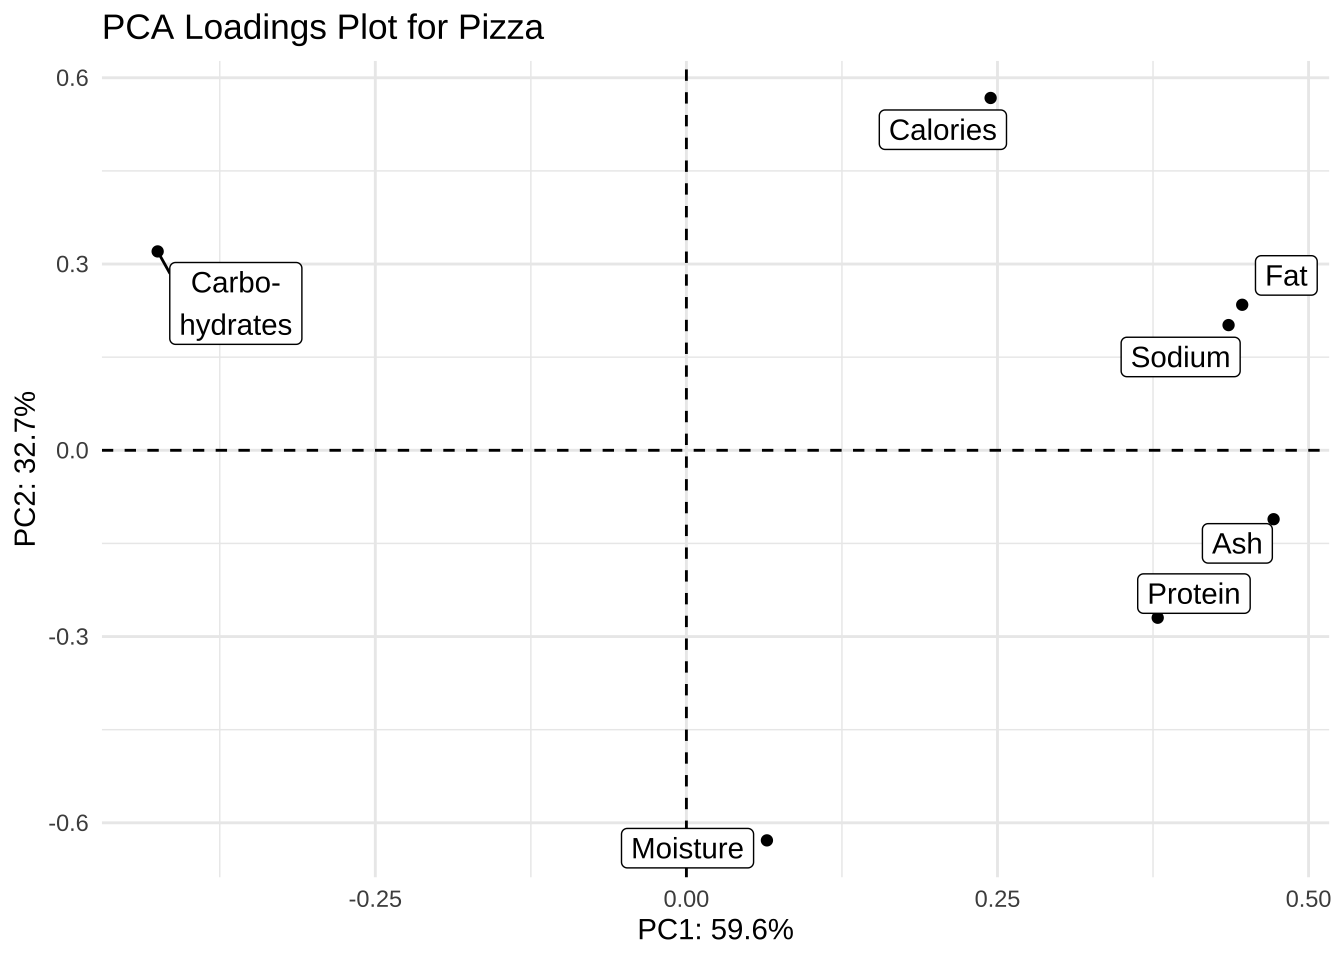 PCA Loadings Plot for Pizza
0.6
Calories
0.3
Carbo-
hydrates
Fat
Sodium
PC2: 32.7%
0.0
Ash
Protein
-0.3
-0.6
Moisture
-0.25
0.00
0.25
0.50
PC1: 59.6%